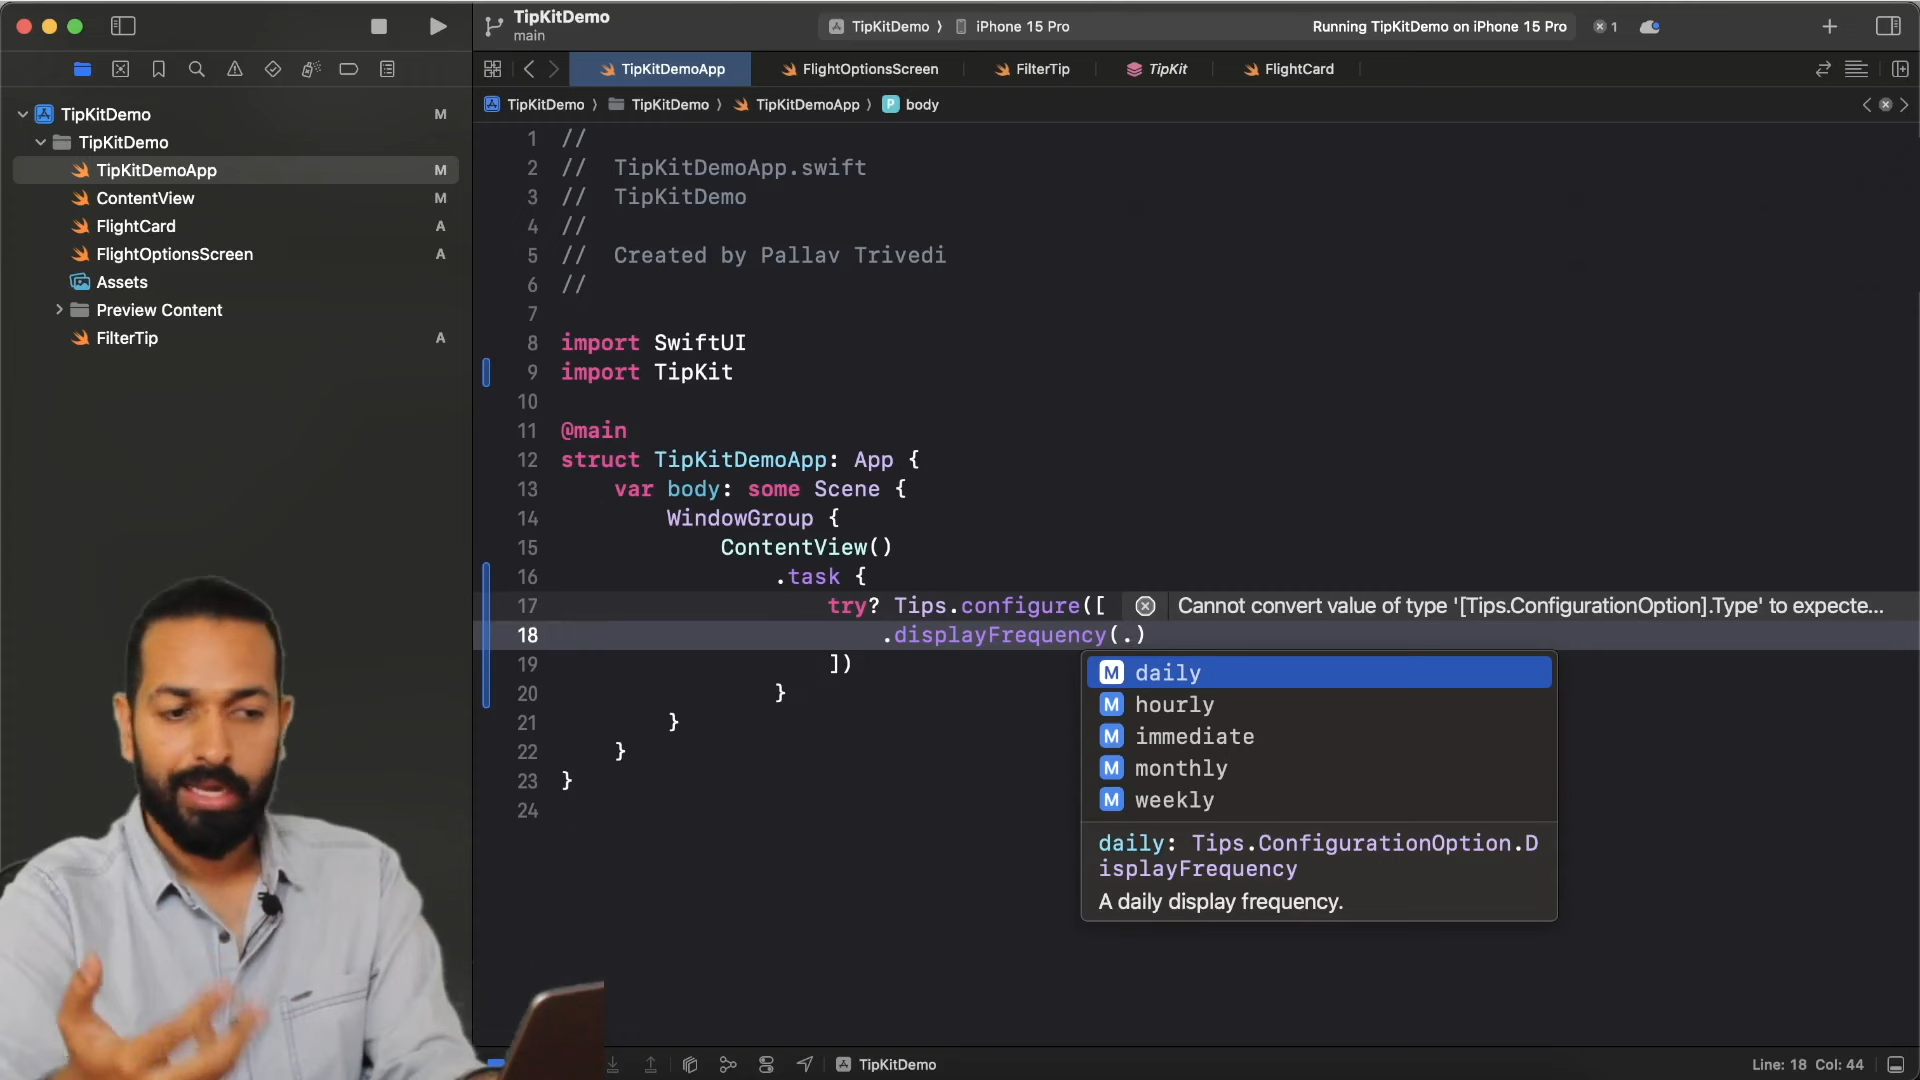 TipKitDemo
main
TipKitDemo
iPhone 15 Pro
Running TipKitDemo on iPhone 15 Pro
1
TipKitDemoApp
FlightOptionsScreen
FilterTip
TipKit
FlightCard
TipKitDemo
M
TipKitDemo
TipKitDemoApp
M
ContentView
M
FlightCard
A
FlightOptionsScreen
A
Assets
Preview Content
FilterTip
A
TipKitDemo
TipKitDemo
TipKitDemoApp
P body
1 //
2 // TipKitDemoApp.swift
3 // TipKitDemo
4 //
5 // Created by Pallav Trivedi
6 //
7
8 import SwiftUI
9 import TipKit
10
11 @main
12 struct TipKitDemoApp: App {
13 var body: some Scene {
14 WindowGroup {
15 ContentView()
16 .task {
17 try? Tips.configure([ Cannot convert value of type '[Tips.ConfigurationOption].Type' to expecte...
18 .displayFrequency(.)
19 ])
20 }
21 }
22 }
23 }
24
M daily
M hourly
M immediate
M monthly
M weekly
daily: Tips.ConfigurationOption.D
isplayFrequency
A daily display frequency.
TipKitDemo
Line: 18 Col: 44